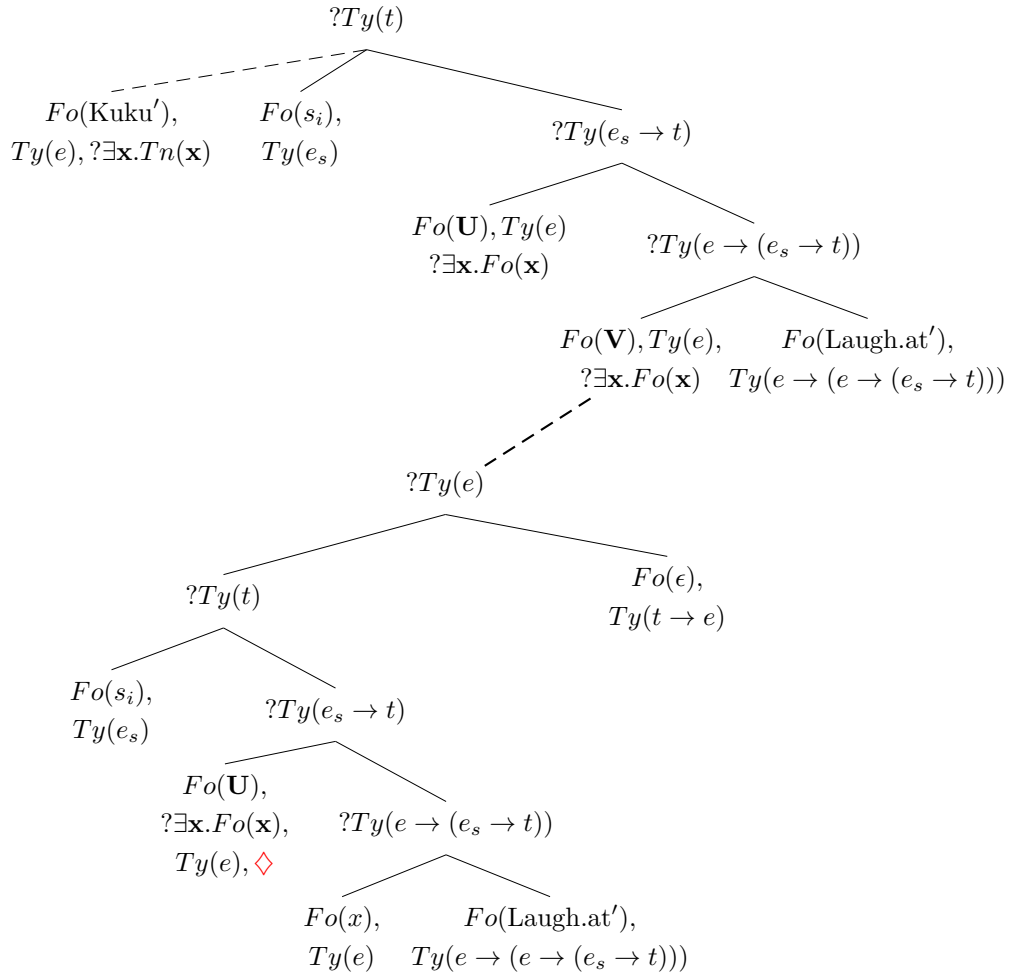 ?Ty(t)
Fo(Kuku′),
Ty(e), ?∃x.Tn(x)
Fo(s_i),
Ty(e_s)
?Ty(e_s → t)
Fo(U), Ty(e)
?∃x.Fo(x)
?Ty(e → (e_s → t))
Fo(V), Ty(e),
?∃x.Fo(x)
Fo(Laugh.at′),
Ty(e → (e → (e_s → t)))
?Ty(e)
?Ty(t)
Fo(ϵ),
Ty(t → e)
Fo(s_i),
Ty(e_s)
?Ty(e_s → t)
Fo(U),
?∃x.Fo(x),
Ty(e), ♢
?Ty(e → (e_s → t))
Fo(x),
Ty(e)
Fo(Laugh.at′),
Ty(e → (e → (e_s → t)))